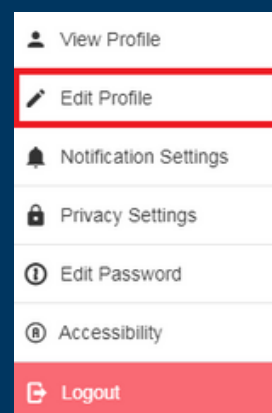 View Profile
Edit Profile
Notification Settings
Privacy Settings
Edit Password
Accessibility
Logout